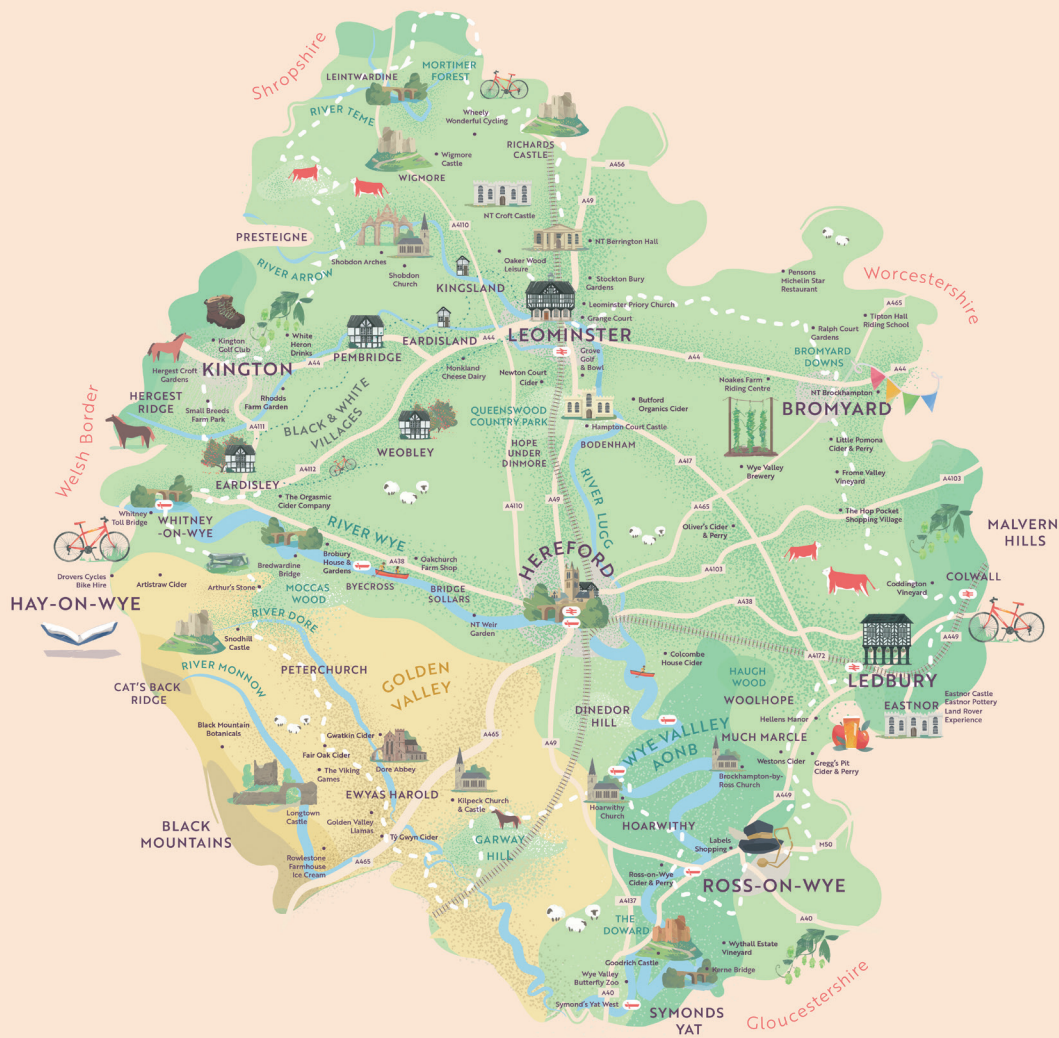 Shropshire
LEINTWARDINE
MORTIMER
FOREST
RIVER TEME
Wheely
Wonderful Cycling
RICHARDS
CASTLE
Wigmore
Castle
WIGMORE
A456
A49
NT Croft Castle
A4110
PRESTEIGNE
Shobdon Arches
Shobdon
Church
Oaker Wood
Leisure
NT Berrington Hall
RIVER ARROW
KINGSLAND
Stockton Bury
Gardens
Pensons
Michelin Star
Restaurant
Worcestershire
A465
Leominster Priory Church
Grange Court
Tipton Hall
Riding School
Ralph Court
Gardens
Kington
Golf Club
White
Heron
Drinks
EARDISLAND
A44
LEOMINSTER
PEMBRIDGE
BROMYARD
DOWNS
Hergest Croft
Gardens
KINGTON
A44
Honkland
Cheese Dairy
Newton Court
Cider
Grove
Golf
& Bowl
A44
A44
HERGEST
RIDGE
Rhodds
Farm Garden
Noakes Farm
Riding Centre
NT Brockhampton
BROMYARD
Small Breeds
Farm Park
BLACK & WHITE
VILLAGES
QUEENSWOOD
COUNTRY PARK
Butford
Organics Cider
A4111
Hampton Court Castle
Welsh Border
WEOBLEY
HOPE
UNDER
DINMORE
BODENHAM
Little Pomona
Cider & Perry
A417
A4112
Wye Valley
Brewery
Frome Valley
Vineyard
A4103
EARDISLEY
The Orgasmic
Cider Company
RIVER LUGG
Whitney
Toll Bridge
WHITNEY
-ON-WYE
RIVER WYE
A4110
A49
A465
Oliver's Cider
& Perry
The Hop Pocket
Shopping Village
MALVERN
HILLS
Bredwardine
Bridge
Brobury
House &
Gardens
A438
Oakchurch
Farm Shop
HEREFORD
A4103
Drovers Cycles
Bike Hire
Artistraw Cider
Arthur's Stone
MOCCAS
WOOD
BYECROSS
BRIDGE
SOLLARS
Coddington
Vineyard
COLWALL
HAY-ON-WYE
RIVER DORE
NT Weir
Garden
A438
A449
Snodhill
Castle
A4172
RIVER MONNOW
PETERCHURCH
GOLDEN
VALLEY
Colcombe
House Cider
HAUGH
WOOD
LEDBURY
CAT'S BACK
RIDGE
WOOLHOPE
EASTNOR
Eastnor Castle
Eastnor Pottery
Land Rover
Experience
DINEDOR
HILL
Hellens Manor
Black Mountain
Botanicals
Gwatkin Cider
A465
A49
WYE VALLLEY
AONB
MUCH MARCLE
Fair Oak Cider
Dore Abbey
Westons Cider
Gregg's Pit
Cider & Perry
The Viking
Games
Brockhampton-by-
Ross Church
EWYAS HAROLD
Kilpeck Church
& Castle
A449
Longtown
Castle
Hoarwithy
Church
Golden Valley
Llamas
HOARWITHY
BLACK
MOUNTAINS
Tŷ Gwyn Cider
GARWAY
HILL
Labels
Shopping
M50
Rowlestone
Farmhouse
Ice Cream
A465
Ross-on-Wye
Cider & Perry
ROSS-ON-WYE
A4137
THE
DOWARD
A40
Wythall Estate
Vineyard
Goodrich Castle
Kerne Bridge
Wye Valley
Butterfly Zoo
A40
Symond's Yat West
SYMONDS
YAT
Gloucestershire